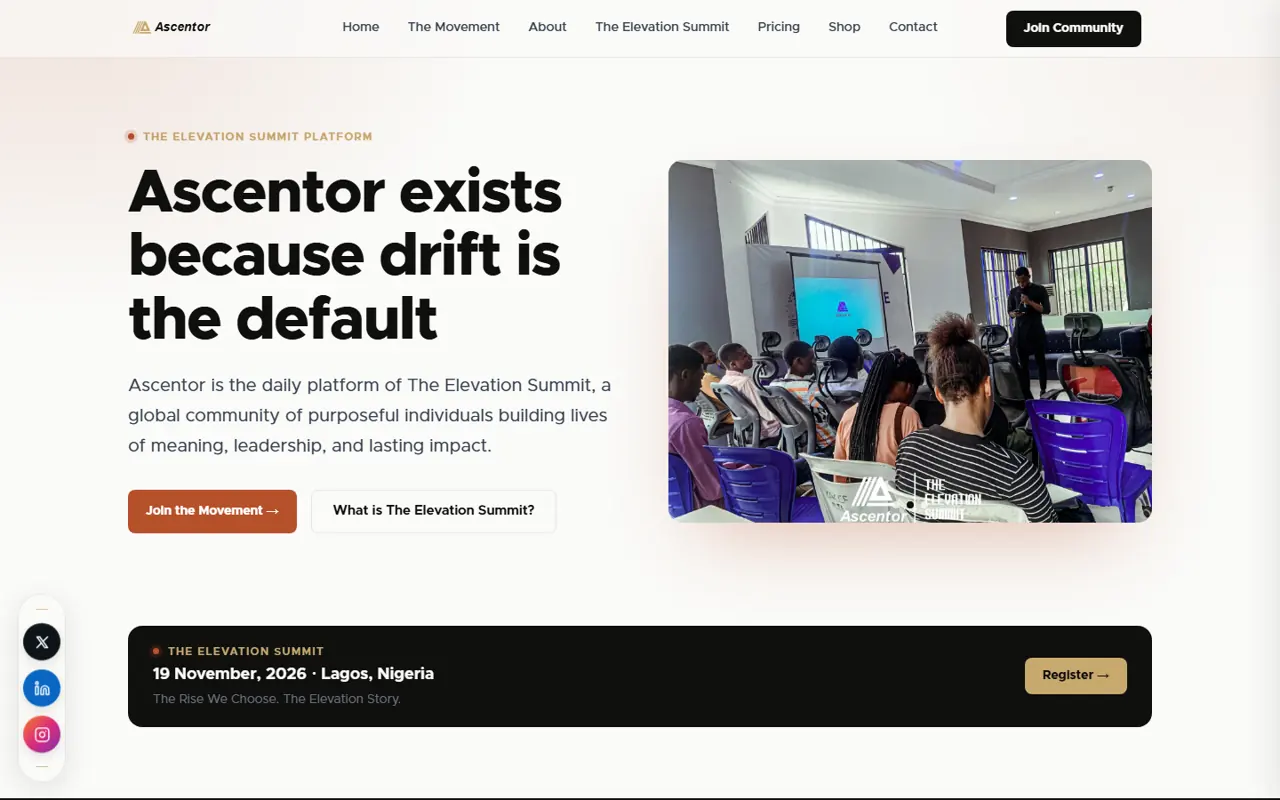 Ascentor
Home
The Movement
About
The Elevation Summit
Pricing
Shop
Contact
Join Community
THE ELEVATION SUMMIT PLATFORM
Ascentor exists
because drift is
the default
Ascentor is the daily platform of The Elevation Summit, a
global community of purposeful individuals building lives
of meaning, leadership, and lasting impact.
Join the Movement →
What is The Elevation Summit?
Ascentor
THE
ELEVATION
SUMMIT
THE ELEVATION SUMMIT
19 November, 2026 · Lagos, Nigeria
The Rise We Choose. The Elevation Story.
Register →